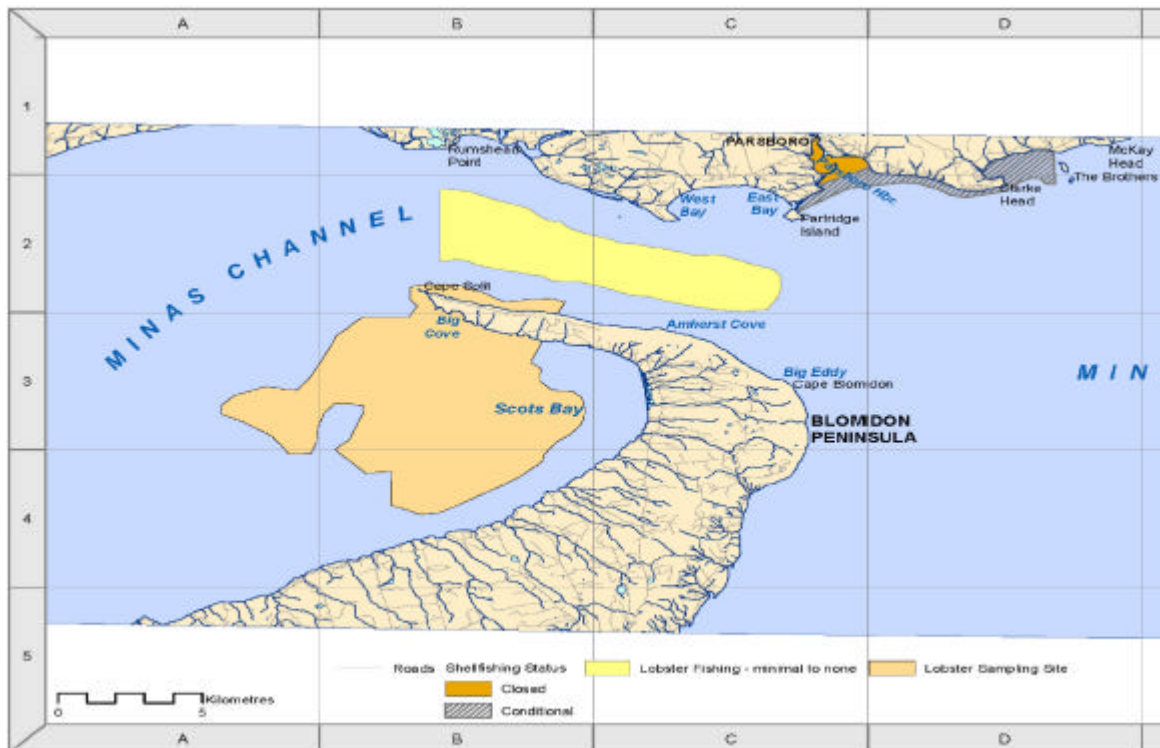 A B C D
1
PARSBORO
Rumshead
Point
McKay
Head
The Brothers
West
Bay
East
Bay
Clarke
Head
Partridge
Island
2
MINAS CHANNEL
Cape Split
Big
Cove
Amherst Cove
3
Big Eddy
Cape Blomidon
MIN
Scots Bay
BLOMIDON
PENINSULA
4
5
Roads Shellfishing Status Lobster Fishing - minimal to none Lobster Sampling Site
Closed
Conditional
Kilometres
0 5
A B C D